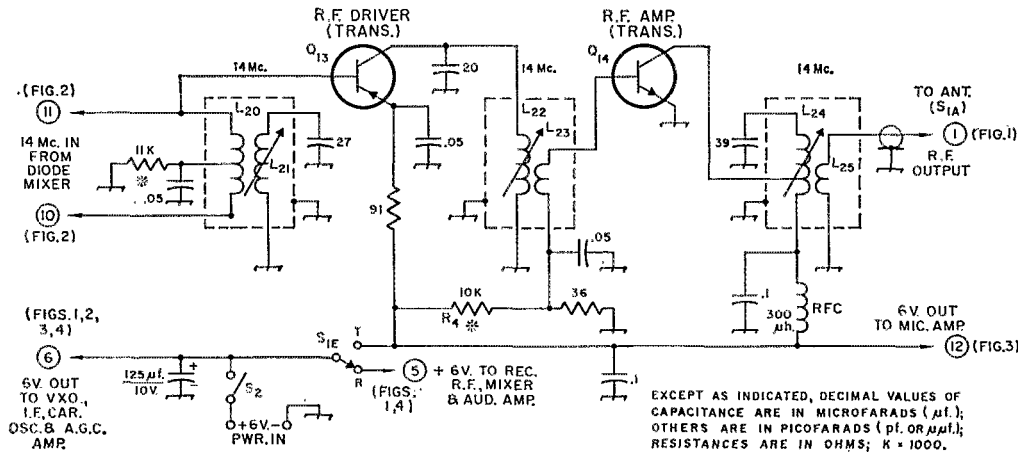 R.F. DRIVER
(TRANS.)
Q13
R.F. AMP.
(TRANS.)
Q14
14 Mc.
20
14 Mc.
14 Mc.
(FIG.2)
11
L20
L22
L23
L24
TO ANT.
(S1A)
1 (FIG.1)
R.F.
OUTPUT
14 Mc. IN
FROM
DIODE
MIXER
11K
※
.05
27
L21
.05
39
L25
10
(FIG.2)
91
.05
10K
R4 ※
36
.1
RFC
300
µh.
(FIGS. 1,2,
3,4)
6
6V. OUT
TO VXO.,
I.F., CAR.
OSC. & A.G.C.
AMP.
125µf.
10V.
+
-
S2
+6V.-
PWR. IN
S1E
T
R
5
(FIGS.
1,4)
+ 6V. TO REC.
R.F., MIXER
& AUD. AMP.
.1
6V. OUT
TO MIC. AMP.
12 (FIG.3)
EXCEPT AS INDICATED, DECIMAL VALUES OF
CAPACITANCE ARE IN MICROFARADS (µf.);
OTHERS ARE IN PICOFARADS (pf. OR µµf.);
RESISTANCES ARE IN OHMS; K = 1000.